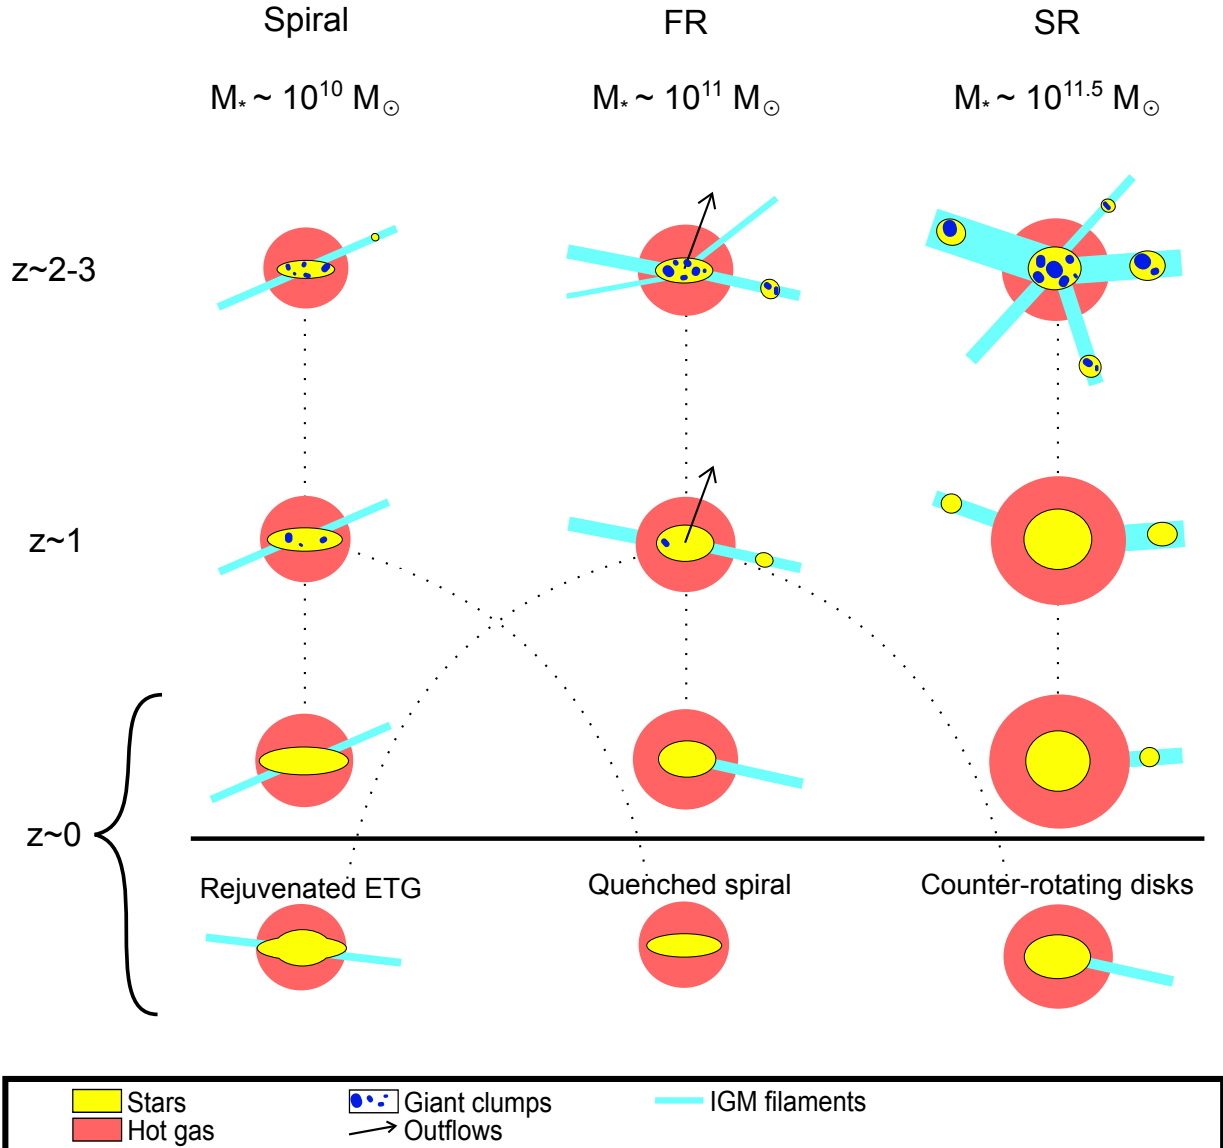 Spiral FR SR
M* ~ 10^10 M☉ M* ~ 10^11 M☉ M* ~ 10^11.5 M☉
z~2-3
z~1
z~0
Rejuvenated ETG Quenched spiral Counter-rotating disks
Stars Giant clumps IGM filaments
Hot gas Outflows